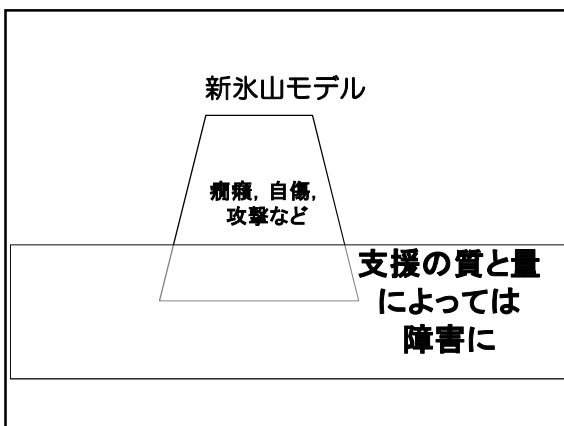 新氷山モデル
癇癪，自傷，
攻撃など
支援の質と量
によっては
障害に